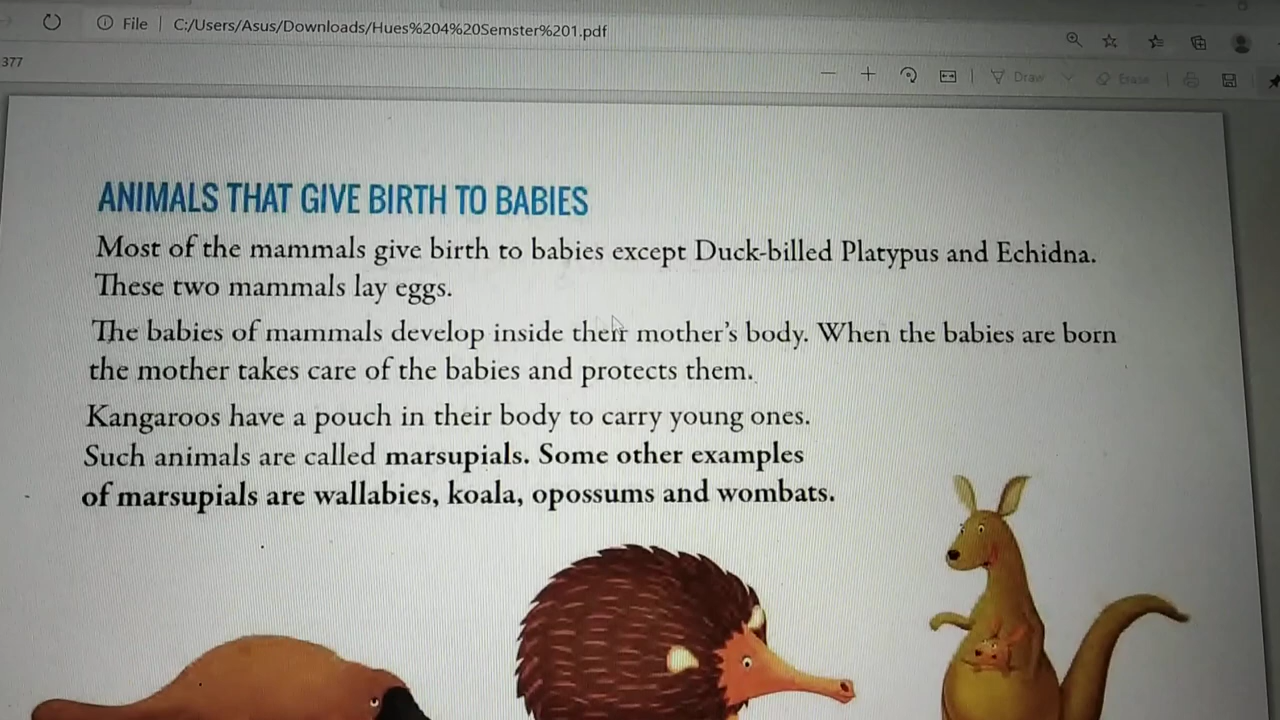 File | C:/Users/Asus/Downloads/Hues%204%20Semster%201.pdf
377
Draw
Erase
ANIMALS THAT GIVE BIRTH TO BABIES
Most of the mammals give birth to babies except Duck-billed Platypus and Echidna.
These two mammals lay eggs.
The babies of mammals develop inside their mother's body. When the babies are born
the mother takes care of the babies and protects them.
Kangaroos have a pouch in their body to carry young ones.
Such animals are called marsupials. Some other examples
of marsupials are wallabies, koala, opossums and wombats.